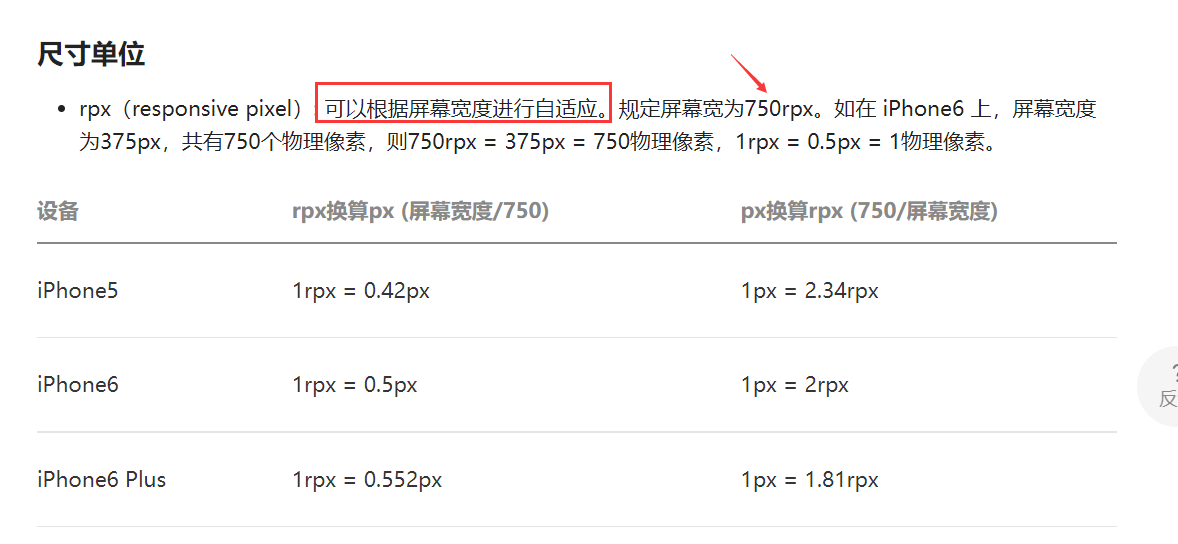 尺寸单位
• rpx（responsive pixel）: 可以根据屏幕宽度进行自适应。规定屏幕宽为750rpx。如在 iPhone6 上，屏幕宽度
为375px，共有750个物理像素，则750rpx = 375px = 750物理像素，1rpx = 0.5px = 1物理像素。
设备 rpx换算px (屏幕宽度/750) px换算rpx (750/屏幕宽度)
iPhone5 1rpx = 0.42px 1px = 2.34rpx
iPhone6 1rpx = 0.5px 1px = 2rpx
?
反
iPhone6 Plus 1rpx = 0.552px 1px = 1.81rpx